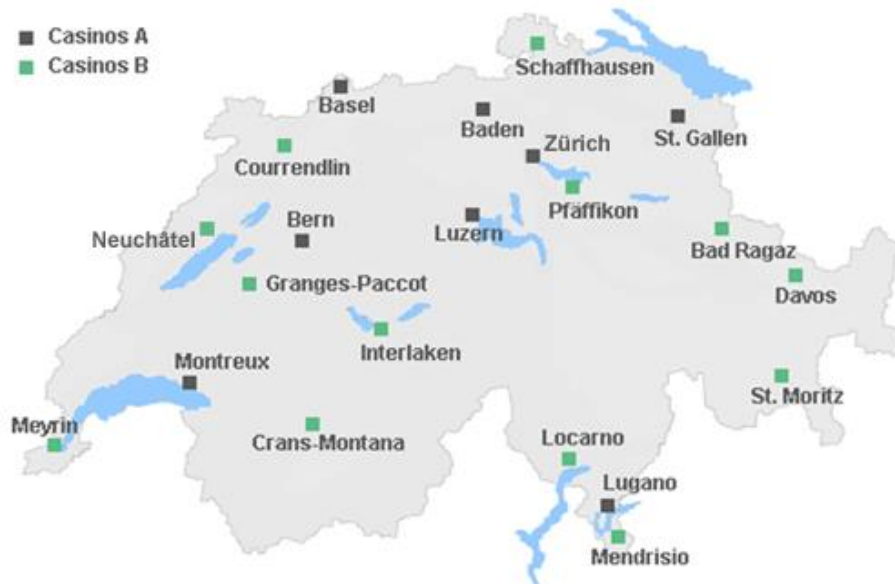 Casinos A
Casinos B
Schaffhausen
Basel
Baden
St. Gallen
Zürich
Courrendlin
Pfäffikon
Bern
Luzern
Neuchâtel
Bad Ragaz
Granges-Paccot
Davos
Interlaken
Montreux
St. Moritz
Meyrin
Crans-Montana
Locarno
Lugano
Mendrisio